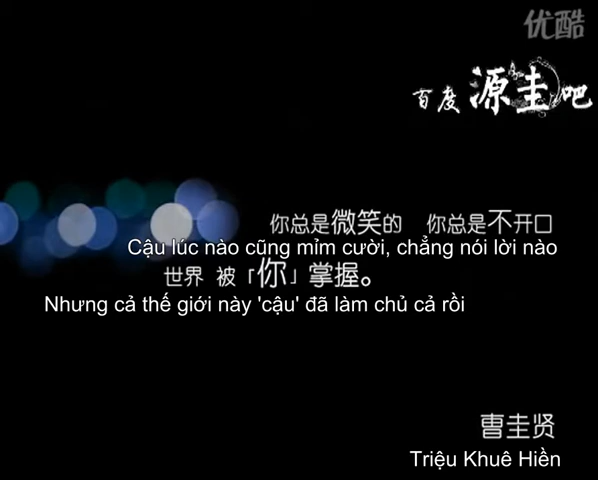 优酷
百度 源圭吧
你总是微笑的 你总是不开口
Cậu lúc nào cũng mỉm cười, chẳng nói lời nào
世界 被「你」掌握。
Nhưng cả thế giới này 'cậu' đã làm chủ cả rồi
曺圭贤
Triệu Khuê Hiền